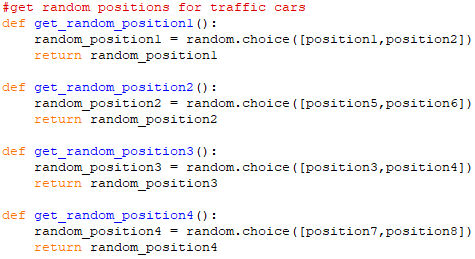 #get random positions for traffic cars
def get_random_position1():
    random_position1 = random.choice([position1,position2])
    return random_position1
def get_random_position2():
    random_position2 = random.choice([position5,position6])
    return random_position2
def get_random_position3():
    random_position3 = random.choice([position3,position4])
    return random_position3
def get_random_position4():
    random_position4 = random.choice([position7,position8])
    return random_position4